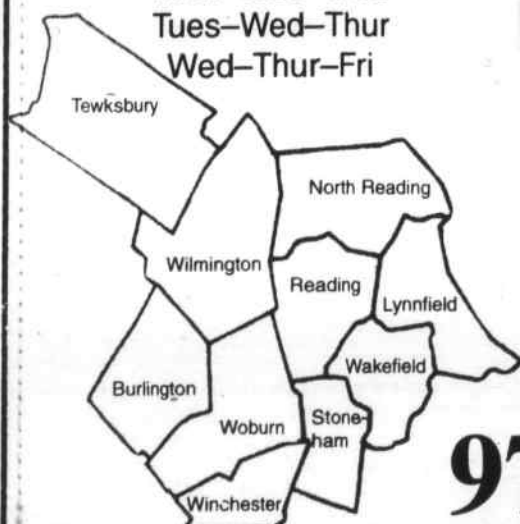 Tues–Wed–Thur
Wed–Thur–Fri
Tewksbury
North Reading
Wilmington
Reading
Lynnfield
Wakefield
Burlington
Stone-
ham
Woburn
Winchester